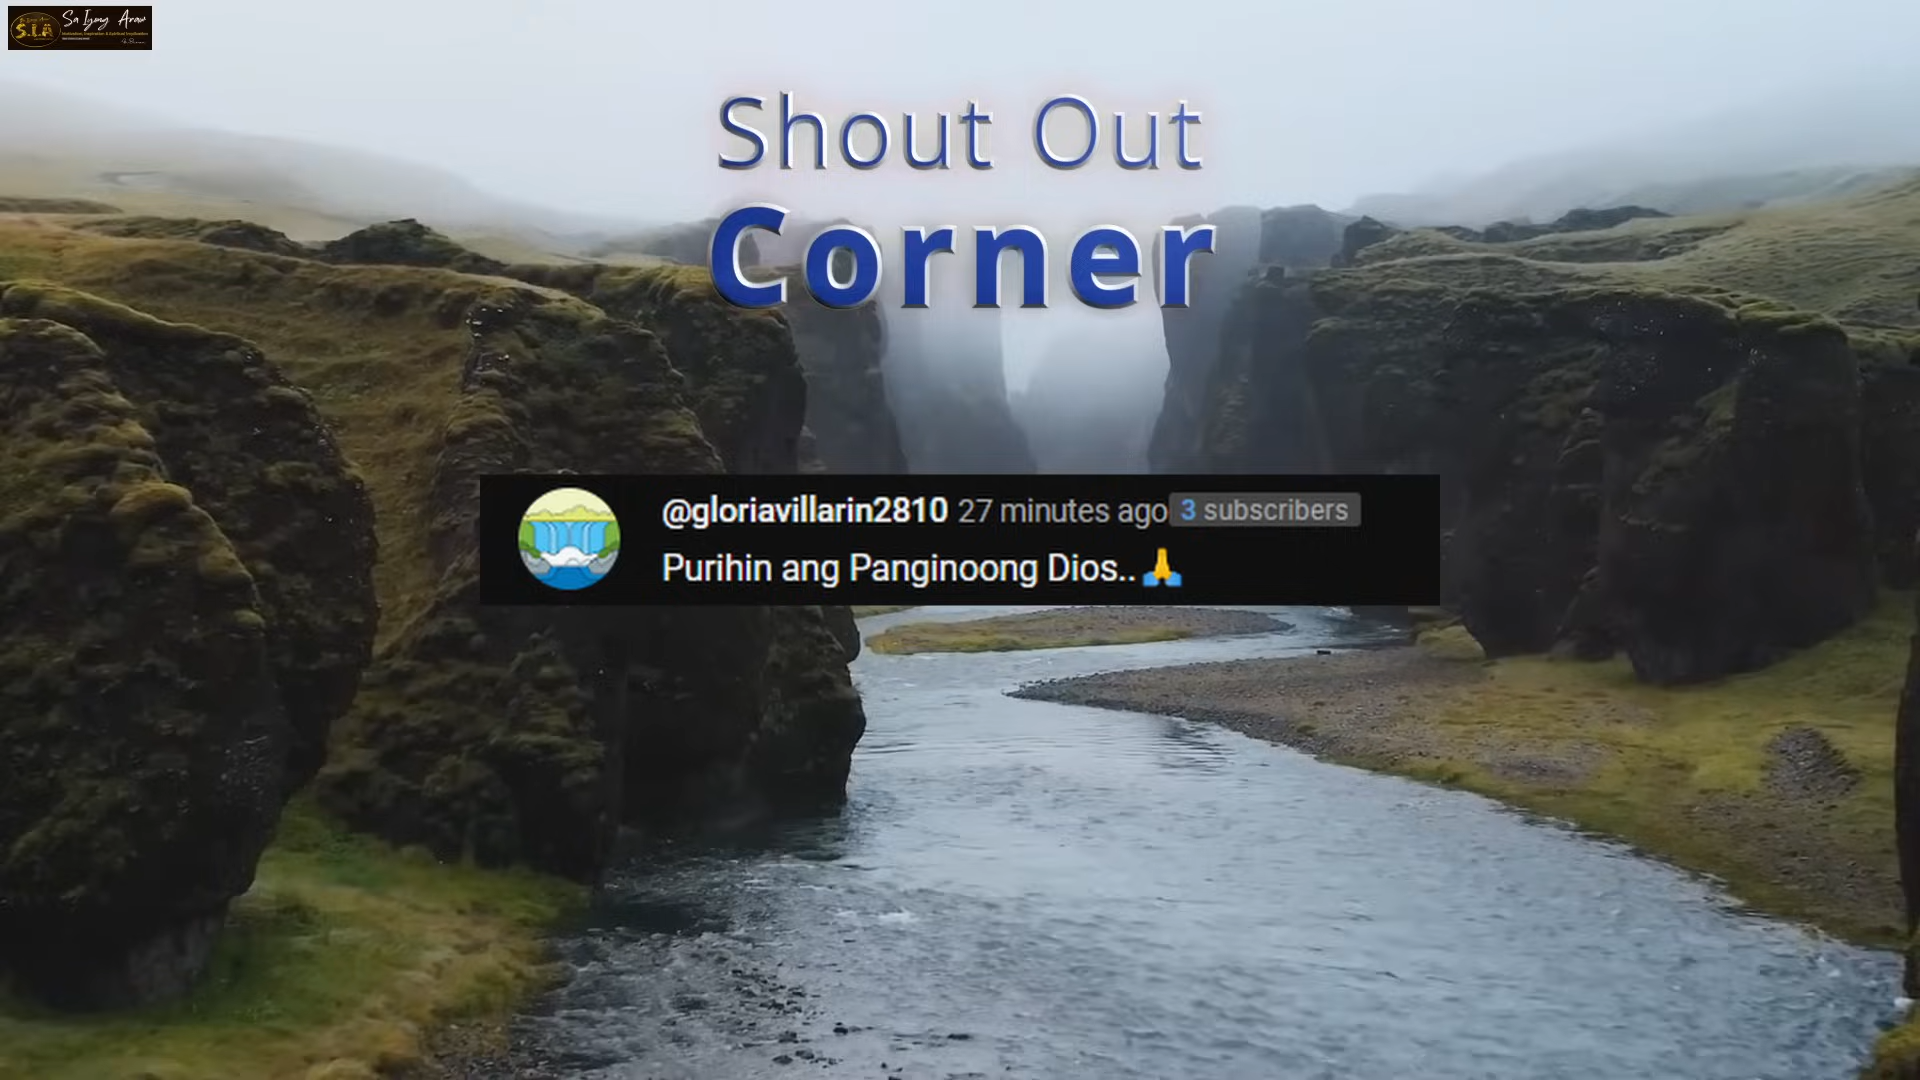 S.I.A
Sa Iyong Araw
Shout Out
Corner
@gloriavillarin2810 27 minutes ago 3 subscribers
Purihin ang Panginoong Dios..🙏